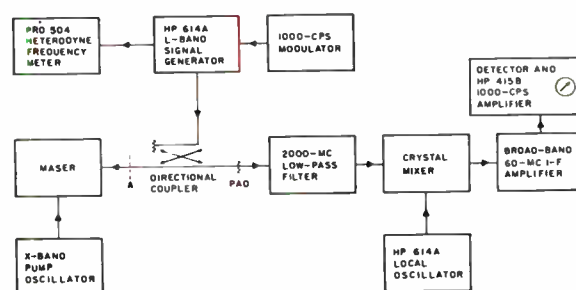 PRD 504
HETERODYNE
FREQUENCY
METER
HP 614A
L-BAND
SIGNAL
GENERATOR
1000-CPS
MODULATOR
DETECTOR AND
HP 415B
1000-CPS
AMPLIFIER
MASER
A
DIRECTIONAL
COUPLER
PAD
2000-MC
LOW-PASS
FILTER
CRYSTAL
MIXER
BROAD-BAND
60-MC I-F
AMPLIFIER
X-BAND
PUMP
OSCILLATOR
HP 614A
LOCAL
OSCILLATOR